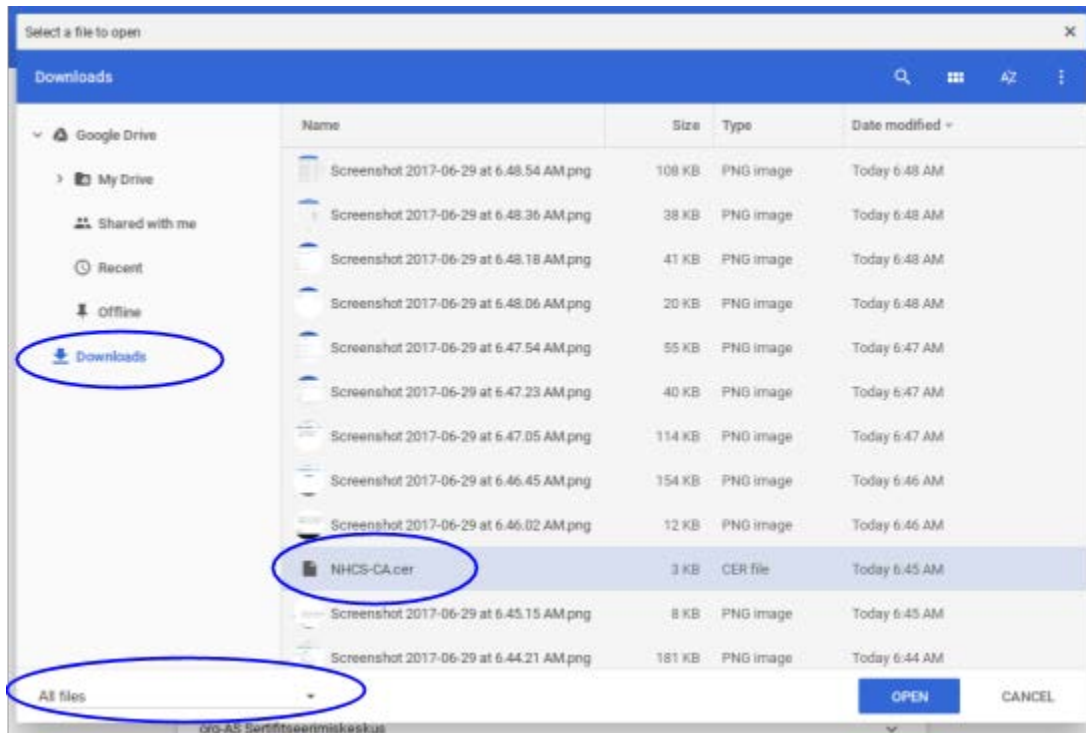 Select a file to open
Downloads
AZ
Google Drive
My Drive
Shared with me
Recent
Offline
Downloads
Name Size Type Date modified
Screenshot 2017-06-29 at 6.48.54 AM.png 108 KB PNG image Today 6:48 AM
Screenshot 2017-06-29 at 6.48.36 AM.png 38 KB PNG image Today 6:48 AM
Screenshot 2017-06-29 at 6.48.18 AM.png 41 KB PNG image Today 6:48 AM
Screenshot 2017-06-29 at 6.48.06 AM.png 20 KB PNG image Today 6:48 AM
Screenshot 2017-06-29 at 6.47.54 AM.png 55 KB PNG image Today 6:47 AM
Screenshot 2017-06-29 at 6.47.23 AM.png 40 KB PNG image Today 6:47 AM
Screenshot 2017-06-29 at 6.47.05 AM.png 114 KB PNG image Today 6:47 AM
Screenshot 2017-06-29 at 6.46.45 AM.png 154 KB PNG image Today 6:46 AM
Screenshot 2017-06-29 at 6.46.02 AM.png 12 KB PNG image Today 6:46 AM
NHCS-CA.cer 3 KB CER file Today 6:45 AM
Screenshot 2017-06-29 at 6.45.15 AM.png 8 KB PNG image Today 6:45 AM
Screenshot 2017-06-29 at 6.44.21 AM.png 181 KB PNG image Today 6:44 AM
All files OPEN CANCEL
org-AS Sertifitseerimiskeskus